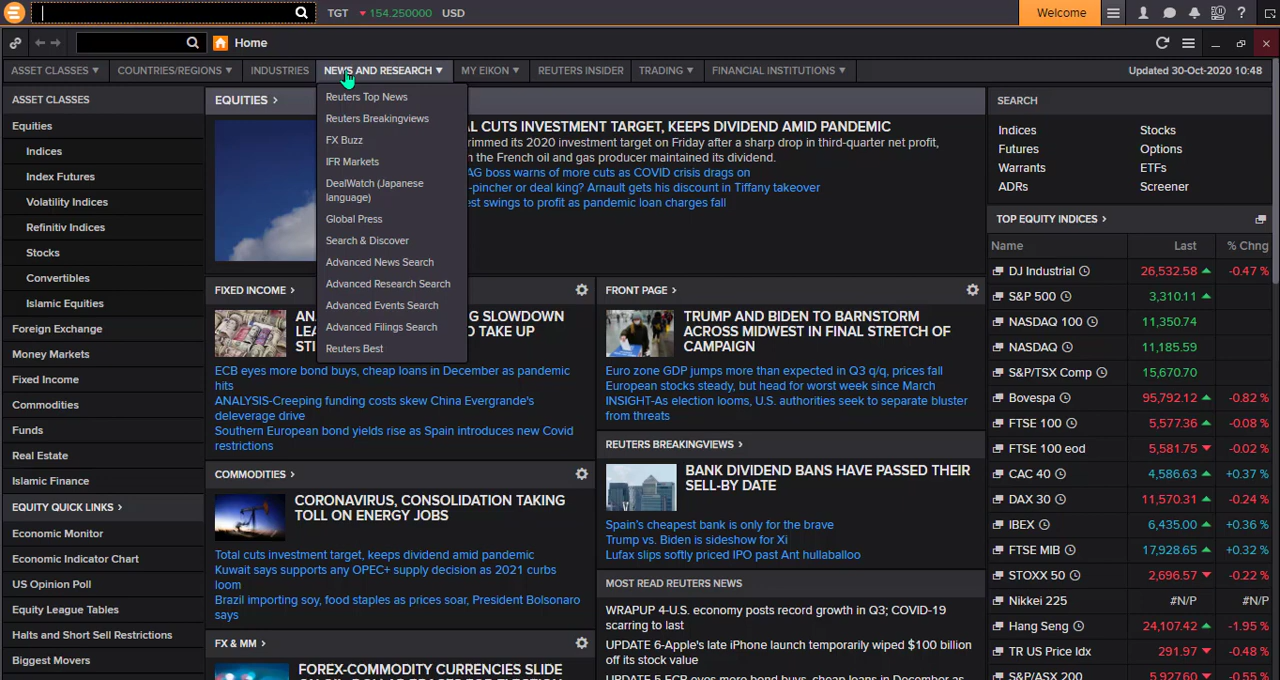 TGT 154.250000 USD
Welcome
Home
ASSET CLASSES COUNTRIES/REGIONS INDUSTRIES NEWS AND RESEARCH MY EIKON REUTERS INSIDER TRADING FINANCIAL INSTITUTIONS Updated 30-Oct-2020 10:48
ASSET CLASSES
Equities
Indices
Index Futures
Volatility Indices
Refinitiv Indices
Stocks
Convertibles
Islamic Equities
Foreign Exchange
Money Markets
Fixed Income
Commodities
Funds
Real Estate
Islamic Finance
EQUITY QUICK LINKS
Economic Monitor
Economic Indicator Chart
US Opinion Poll
Equity League Tables
Halts and Short Sell Restrictions
Biggest Movers
Reuters Top News
Reuters Breakingviews
FX Buzz
IFR Markets
DealWatch (Japanese
language)
Global Press
Search & Discover
Advanced News Search
Advanced Research Search
Advanced Events Search
Advanced Filings Search
Reuters Best
EQUITIES
CUTS INVESTMENT TARGET, KEEPS DIVIDEND AMID PANDEMIC
its 2020 investment target on Friday after a sharp drop in third-quarter net profit,
the French oil and gas producer maintained its dividend.
boss warns of more cuts as COVID crisis drags on
-pincher or deal king? Arnault gets his discount in Tiffany takeover
swings to profit as pandemic loan charges fall
FIXED INCOME
SLOWDOWN
TAKE UP
ECB eyes more bond buys, cheap loans in December as pandemic
hits
ANALYSIS-Creeping funding costs skew China Evergrande's
deleverage drive
Southern European bond yields rise as Spain introduces new Covid
restrictions
COMMODITIES
CORONAVIRUS, CONSOLIDATION TAKING
TOLL ON ENERGY JOBS
Total cuts investment target, keeps dividend amid pandemic
Kuwait says supports any OPEC+ supply decision as 2021 curbs
loom
Brazil importing soy, food staples as prices soar, President Bolsonaro
says
FX & MM
FOREX-COMMODITY CURRENCIES SLIDE
FRONT PAGE
TRUMP AND BIDEN TO BARNSTORM
ACROSS MIDWEST IN FINAL STRETCH OF
CAMPAIGN
Euro zone GDP jumps more than expected in Q3 q/q, prices fall
European stocks steady, but head for worst week since March
INSIGHT-As election looms, U.S. authorities seek to separate bluster
from threats
REUTERS BREAKINGVIEWS
BANK DIVIDEND BANS HAVE PASSED THEIR
SELL-BY DATE
Spain's cheapest bank is only for the brave
Trump vs. Biden is sideshow for Xi
Lufax slips softly priced IPO past Ant hullaballoo
MOST READ REUTERS NEWS
WRAPUP 4-U.S. economy posts record growth in Q3; COVID-19
scarring to last
UPDATE 6-Apple's late iPhone launch temporarily wiped $100 billion
off its stock value
UPDATE 5-ECB eyes more bond buys, cheap loans in December as
SEARCH
Indices Stocks
Futures Options
Warrants ETFs
ADRs Screener
TOP EQUITY INDICES
Name Last % Chng
DJ Industrial 26,532.58 -0.47 %
S&P 500 3,310.11
NASDAQ 100 11,350.74
NASDAQ 11,185.59
S&P/TSX Comp 15,670.70
Bovespa 95,792.12 -0.82 %
FTSE 100 5,577.36 -0.08 %
FTSE 100 eod 5,581.75 -0.02 %
CAC 40 4,586.63 +0.37 %
DAX 30 11,570.31 -0.24 %
IBEX 6,435.00 +0.36 %
FTSE MIB 17,928.65 +0.32 %
STOXX 50 2,696.57 -0.22 %
Nikkei 225 #N/P #N/P
Hang Seng 24,107.42 -1.95 %
TR US Price Idx 291.97 -0.48 %
S&P/ASX 200 5,927.60 -0.55 %